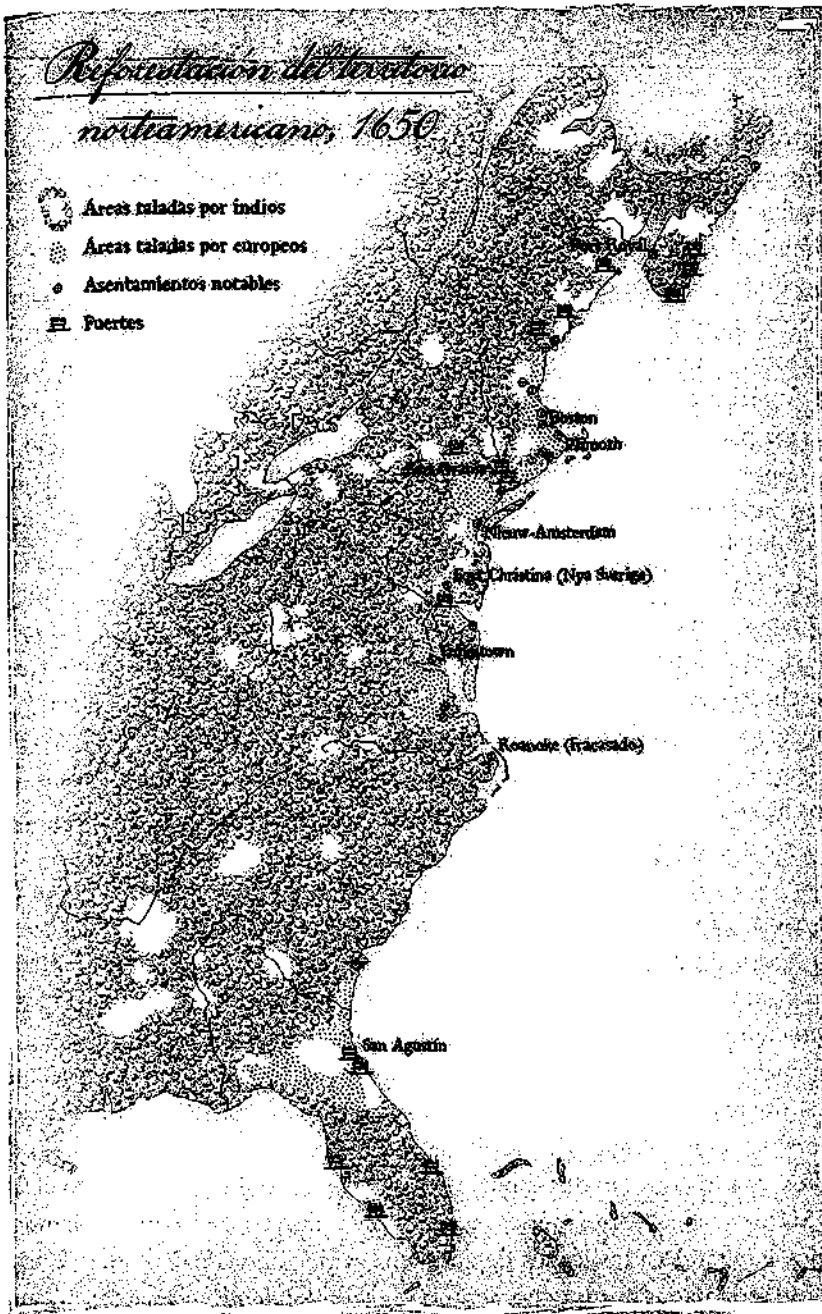 Reforestación del territorio
norteamericano, 1650
Áreas taladas por indios
Áreas taladas por europeos
Asentamientos notables
Fuertes
Port Royal
Boston
Plimoth
Nieuw-Amsterdam
Fort Christina (Nya Sverige)
Jamestown
Roanoke (fracasado)
San Agustín